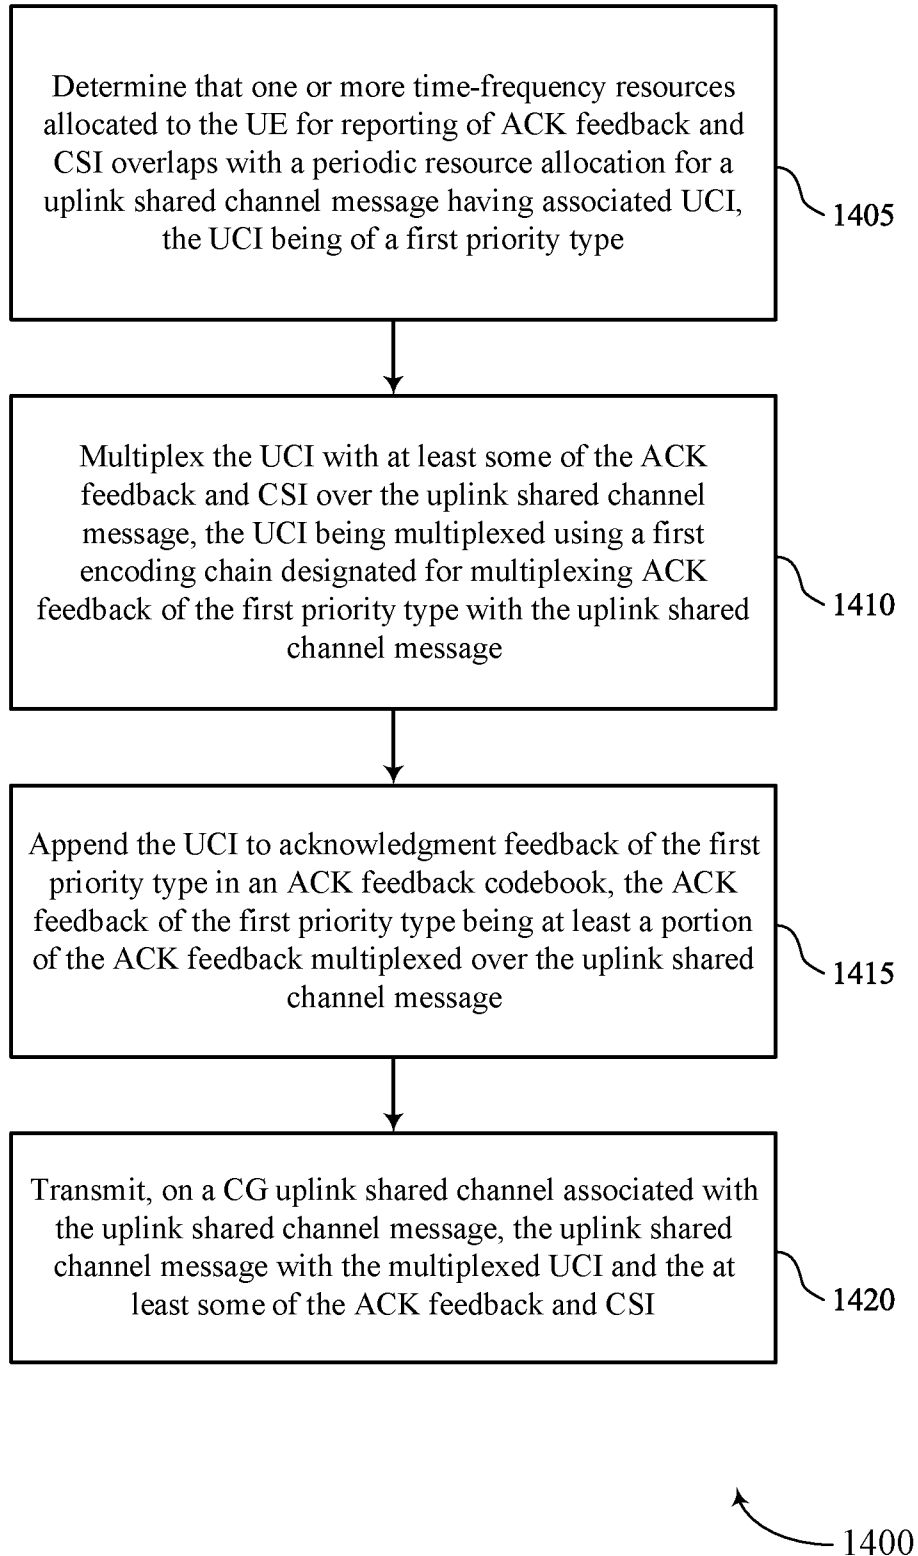 Determine that one or more time-frequency resources
allocated to the UE for reporting of ACK feedback and
CSI overlaps with a periodic resource allocation for a
uplink shared channel message having associated UCI,
the UCI being of a first priority type
1405
Multiplex the UCI with at least some of the ACK
feedback and CSI over the uplink shared channel
message, the UCI being multiplexed using a first
encoding chain designated for multiplexing ACK
feedback of the first priority type with the uplink shared
channel message
1410
Append the UCI to acknowledgment feedback of the first
priority type in an ACK feedback codebook, the ACK
feedback of the first priority type being at least a portion
of the ACK feedback multiplexed over the uplink shared
channel message
1415
Transmit, on a CG uplink shared channel associated with
the uplink shared channel message, the uplink shared
channel message with the multiplexed UCI and the at
least some of the ACK feedback and CSI
1420
1400